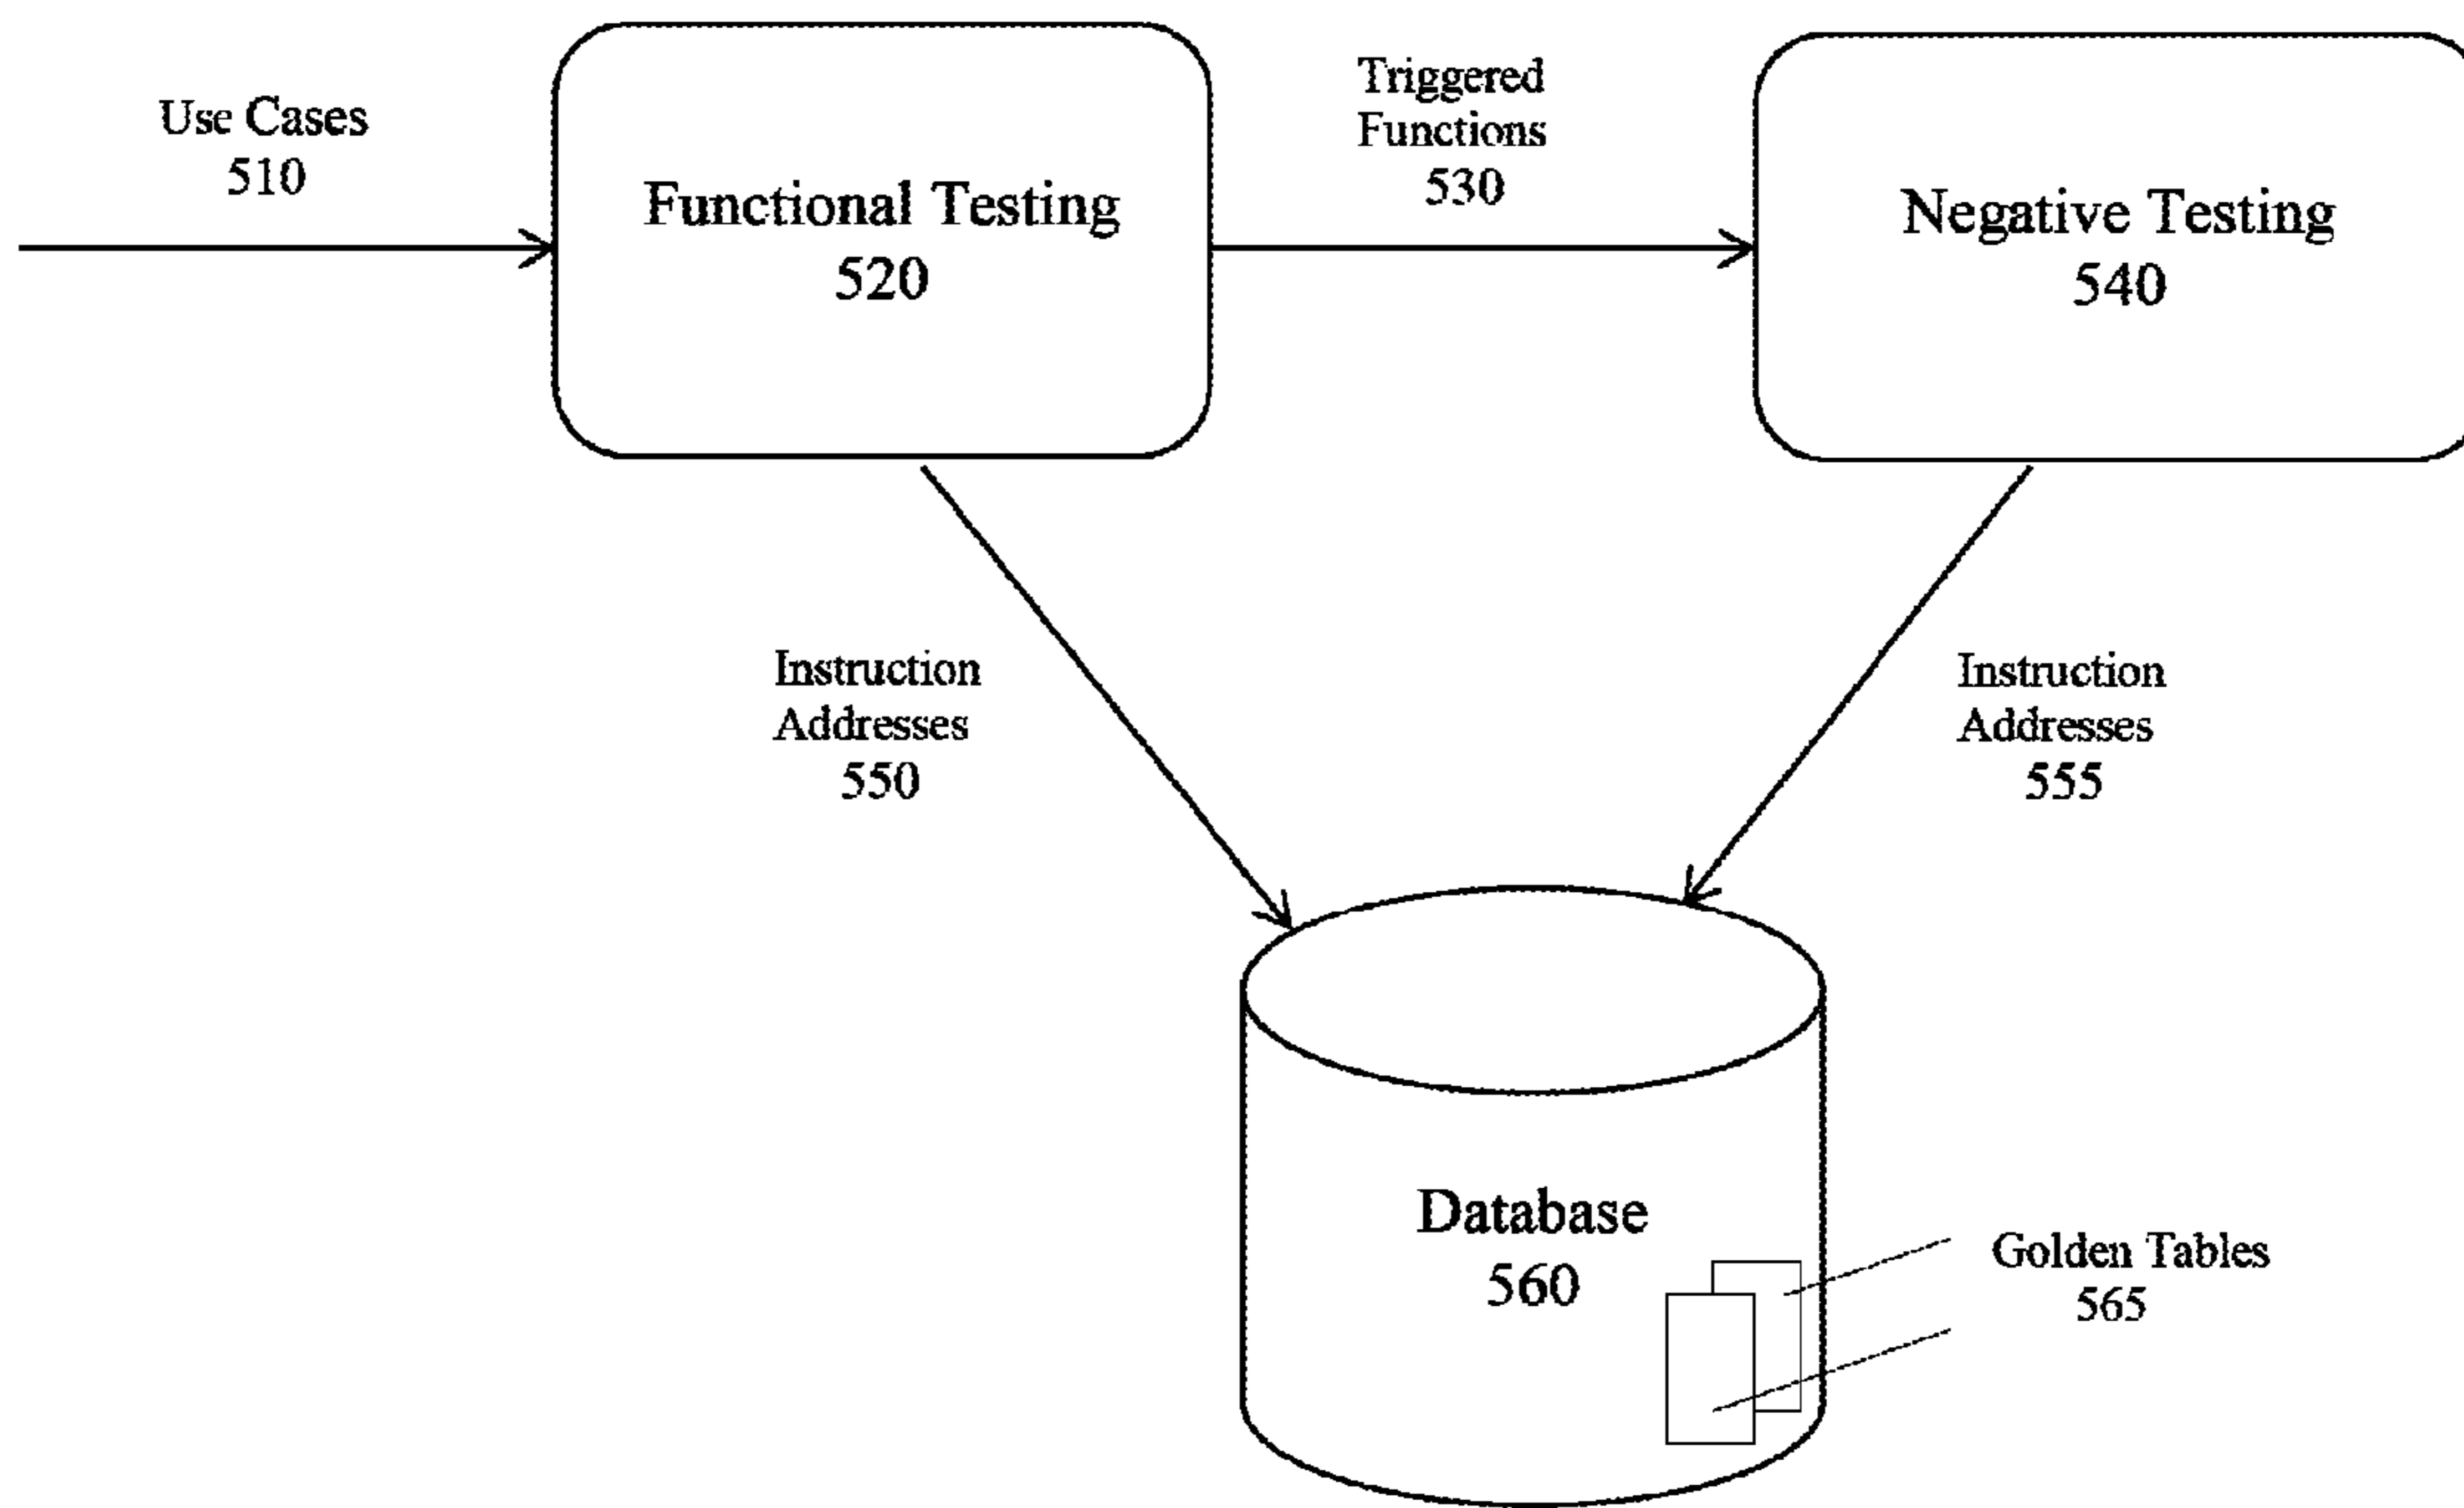 Use Cases
510
Functional Testing
520
Triggered
Functions
530
Negative Testing
540
Instruction
Addresses
550
Instruction
Addresses
555
Database
560
Golden Tables
565